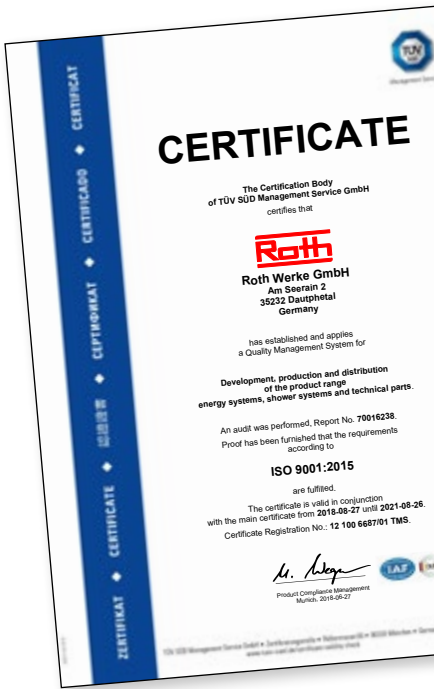 TÜV
CERTIFICATE
The Certification Body
of TÜV SÜD Management Service GmbH
certifies that
Roth
Roth Werke GmbH
Am Seerain 2
35232 Dautphetal
Germany
has established and applies
a Quality Management System for
Development, production and distribution
of the product range
energy systems, shower systems and technical parts.
An audit was performed, Report No. 70016238.
Proof has been furnished that the requirements
according to
ISO 9001:2015
are fulfilled.
The certificate is valid in conjunction
with the main certificate from 2018-08-27 until 2021-08-26.
Certificate Registration No.: 12 100 6687/01 TMS.
Product Compliance Management
Munich, 2018-06-27
IAF
ZERTIFIKAT ◆ CERTIFICATE ◆
◆ СЕРТИФИКАТ ◆ CERTIFICADO ◆ CERTIFICAT